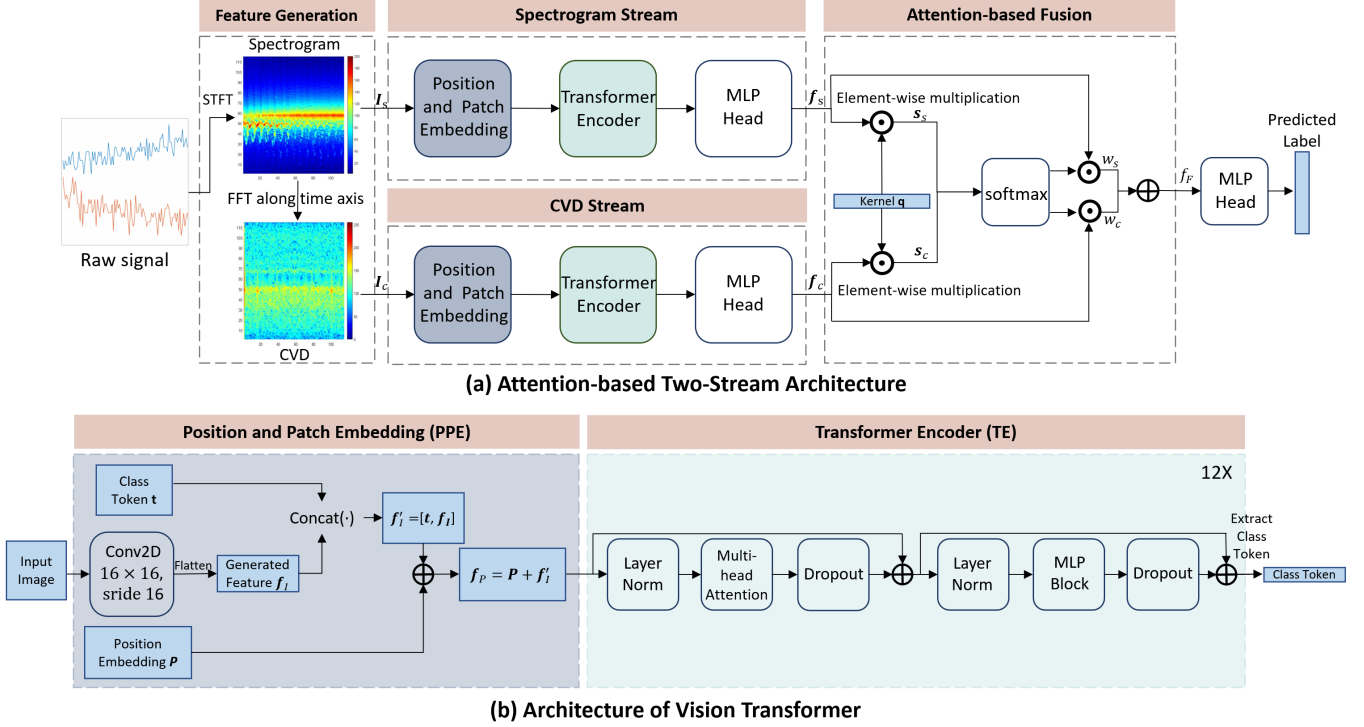 Feature Generation
Spectrogram Stream
Attention-based Fusion
Spectrogram
STFT
FFT along time axis
CVD
Raw signal
I_s
Position
and Patch
Embedding
Transformer
Encoder
MLP
Head
f_s
CVD Stream
I_c
Position
and Patch
Embedding
Transformer
Encoder
MLP
Head
f_c
Element-wise multiplication
s_s
Kernel q
s_c
Element-wise multiplication
softmax
w_s
w_c
f_F
MLP
Head
Predicted
Label
(a) Attention-based Two-Stream Architecture
Position and Patch Embedding (PPE)
Transformer Encoder (TE)
Input
Image
Class
Token t
Conv2D
16 × 16,
sride 16
Flatten
Generated
Feature f_I
Concat(·)
f'_I =[t, f_I]
f_P = P + f'_I
Position
Embedding P
12X
Layer
Norm
Multi-
head
Attention
Dropout
Layer
Norm
MLP
Block
Dropout
Extract
Class
Token
Class Token
(b) Architecture of Vision Transformer